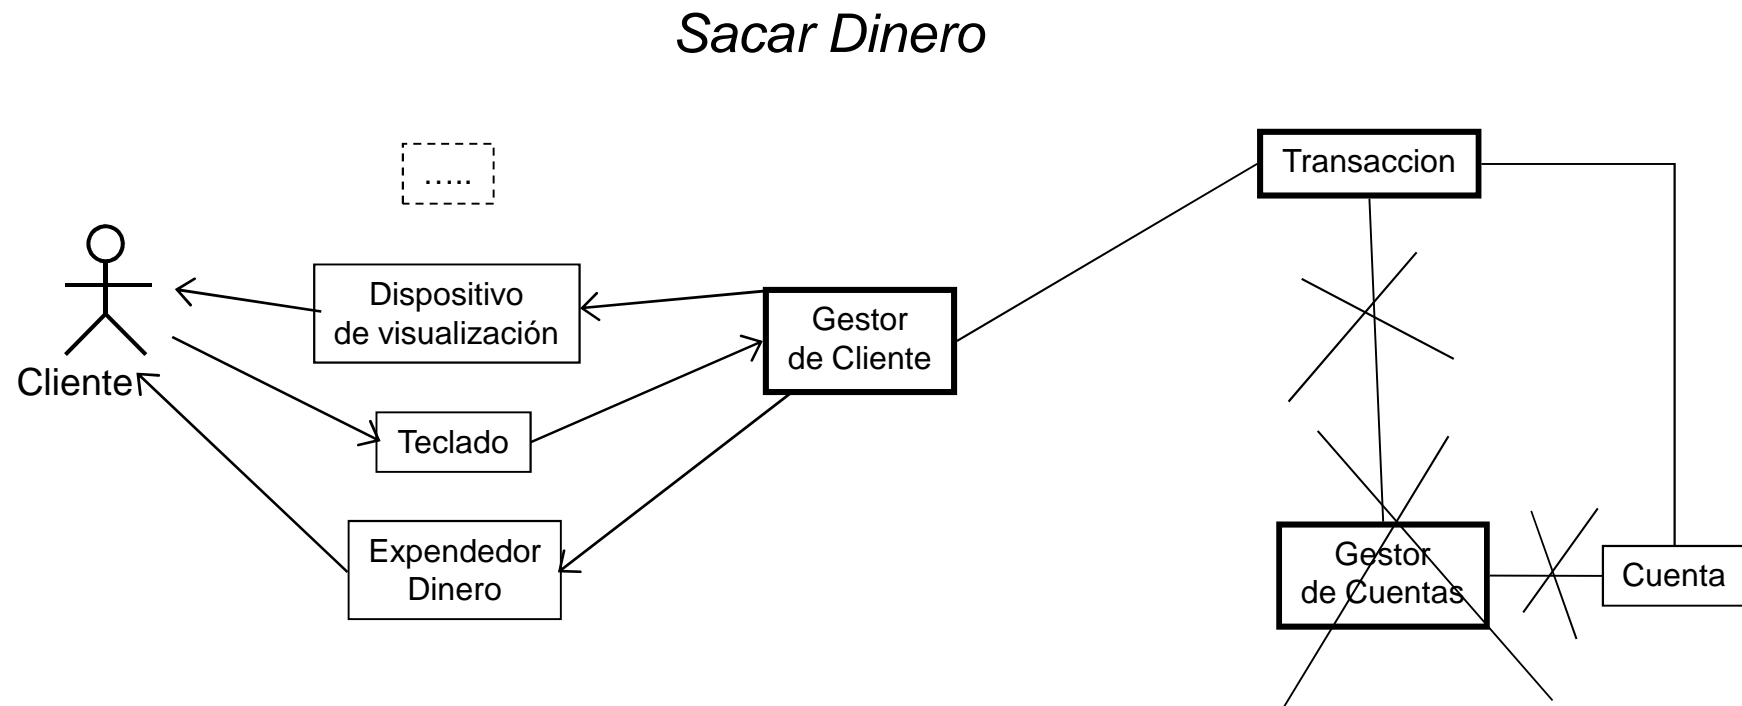 Sacar Dinero
…..
Transaccion
Dispositivo
de visualización
Gestor
de Cliente
Cliente
Teclado
Expendedor
Dinero
Gestor
de Cuentas
Cuenta